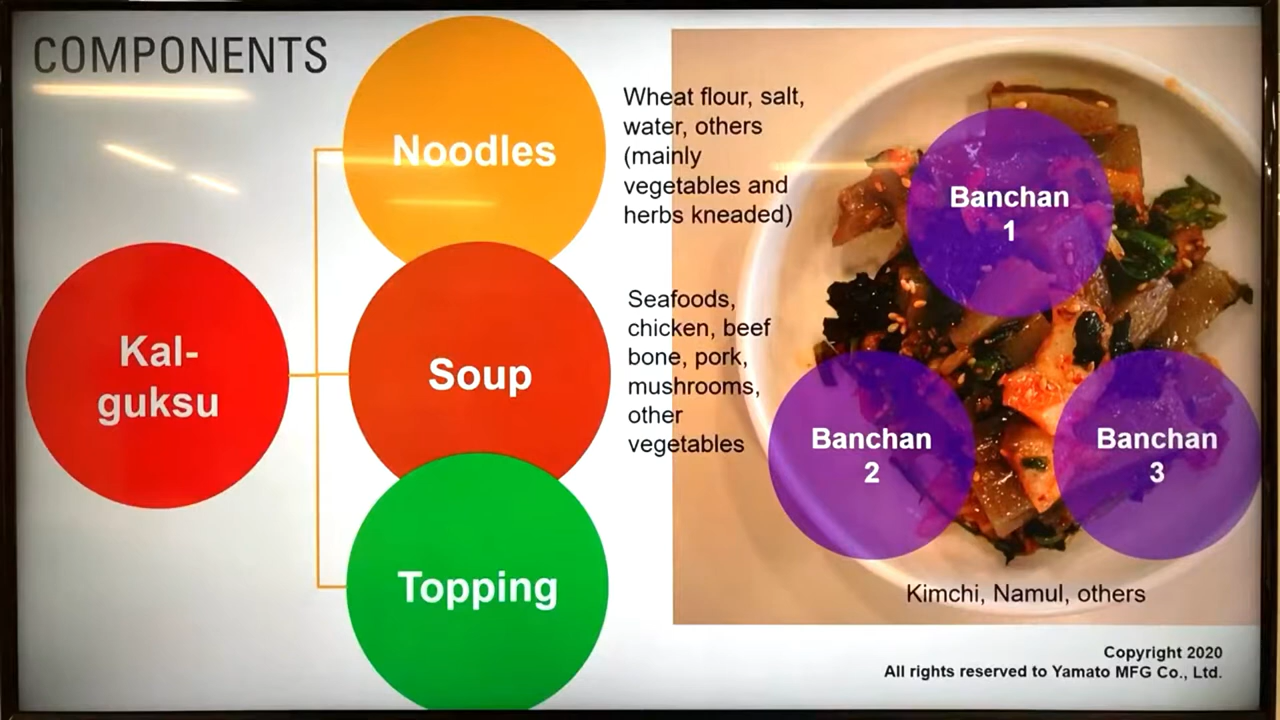 COMPONENTS
Kal-
guksu
Noodles
Wheat flour, salt,
water, others
(mainly
vegetables and
herbs kneaded)
Soup
Seafoods,
chicken, beef
bone, pork,
mushrooms,
other
vegetables
Topping
Banchan
1
Banchan
2
Banchan
3
Kimchi, Namul, others
Copyright 2020
All rights reserved to Yamato MFG Co., Ltd.